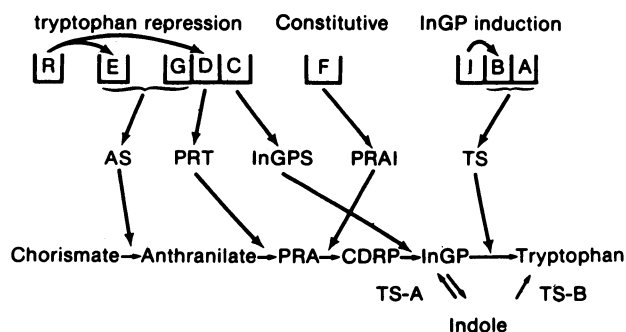 tryptophan repression Constitutive InGP induction
R E G D C F I B A
AS PRT InGPS PRAI TS
Chorismate Anthranilate PRA CDRP InGP Tryptophan
TS-A TS-B
Indole